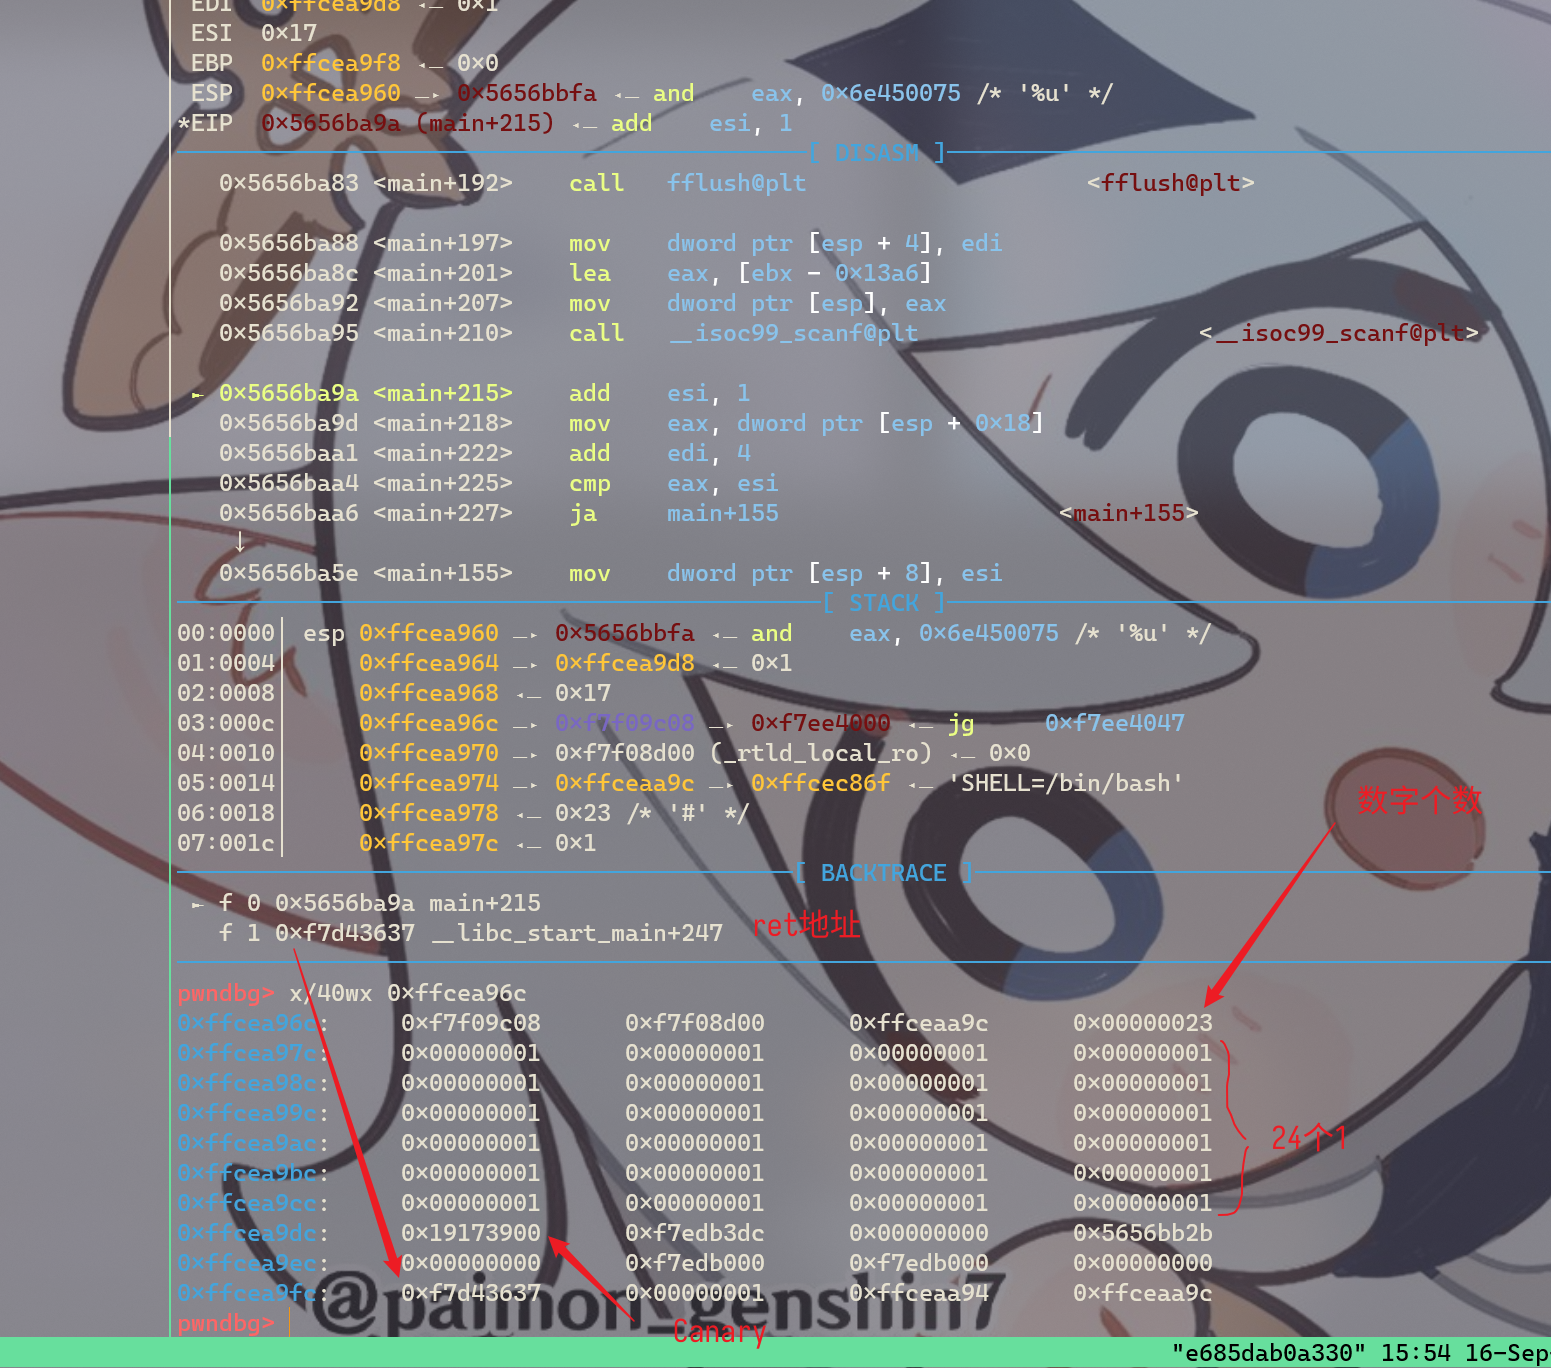 EDI 0xffcea9d8 ◂— 0x1
ESI 0x17
EBP 0xffcea9f8 ◂— 0x0
ESP 0xffcea960 —▸ 0x5656bbfa ◂— and eax, 0x6e450075 /* '%u' */
*EIP 0x5656ba9a (main+215) ◂— add esi, 1
[ DISASM ]
0x5656ba83 <main+192> call fflush@plt <fflush@plt>
0x5656ba88 <main+197> mov dword ptr [esp + 4], edi
0x5656ba8c <main+201> lea eax, [ebx - 0x13a6]
0x5656ba92 <main+207> mov dword ptr [esp], eax
0x5656ba95 <main+210> call __isoc99_scanf@plt <__isoc99_scanf@plt>
► 0x5656ba9a <main+215> add esi, 1
0x5656ba9d <main+218> mov eax, dword ptr [esp + 0x18]
0x5656baa1 <main+222> add edi, 4
0x5656baa4 <main+225> cmp eax, esi
0x5656baa6 <main+227> ja main+155 <main+155>
↓
0x5656ba5e <main+155> mov dword ptr [esp + 8], esi
[ STACK ]
00:0000│ esp 0xffcea960 —▸ 0x5656bbfa ◂— and eax, 0x6e450075 /* '%u' */
01:0004│ 0xffcea964 —▸ 0xffcea9d8 ◂— 0x1
02:0008│ 0xffcea968 ◂— 0x17
03:000c│ 0xffcea96c —▸ 0xf7f09c08 —▸ 0xf7ee4000 ◂— jg 0xf7ee4047
04:0010│ 0xffcea970 —▸ 0xf7f08d00 (_rtld_local_ro) ◂— 0x0
05:0014│ 0xffcea974 —▸ 0xffceaa9c —▸ 0xffcec86f ◂— 'SHELL=/bin/bash'
06:0018│ 0xffcea978 ◂— 0x23 /* '#' */
07:001c│ 0xffcea97c ◂— 0x1
数字个数
[ BACKTRACE ]
► f 0 0x5656ba9a main+215
f 1 0xf7d43637 __libc_start_main+247
ret地址
pwndbg> x/40wx 0xffcea96c
0xffcea96c: 0xf7f09c08 0xf7f08d00 0xffceaa9c 0x00000023
0xffcea97c: 0x00000001 0x00000001 0x00000001 0x00000001
0xffcea98c: 0x00000001 0x00000001 0x00000001 0x00000001
0xffcea99c: 0x00000001 0x00000001 0x00000001 0x00000001
0xffcea9ac: 0x00000001 0x00000001 0x00000001 0x00000001
24个1
0xffcea9bc: 0x00000001 0x00000001 0x00000001 0x00000001
0xffcea9cc: 0x00000001 0x00000001 0x00000001 0x00000001
0xffcea9dc: 0x19173900 0xf7edb3dc 0x00000000 0x5656bb2b
0xffcea9ec: 0x00000000 0xf7edb000 0xf7edb000 0x00000000
0xffcea9fc: 0xf7d43637 0x00000001 0xffceaa94 0xffceaa9c
@paimon_genshin7
pwndbg>
Canary
"e685dab0a330" 15:54 16-Sep